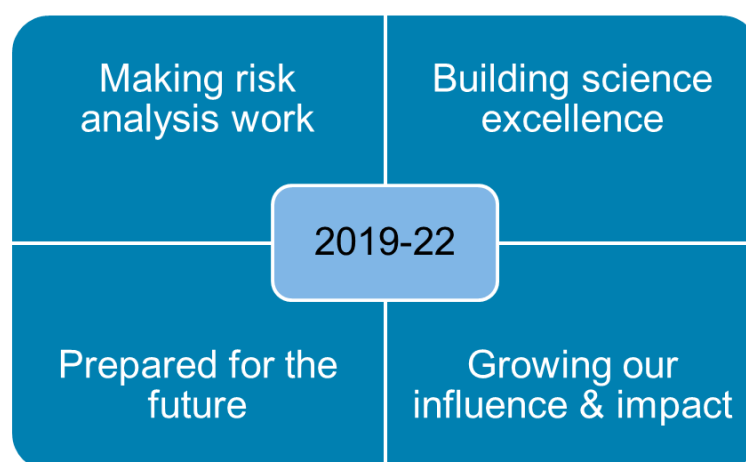 Making risk
analysis work
Building science
excellence
2019-22
Prepared for the
future
Growing our
influence & impact